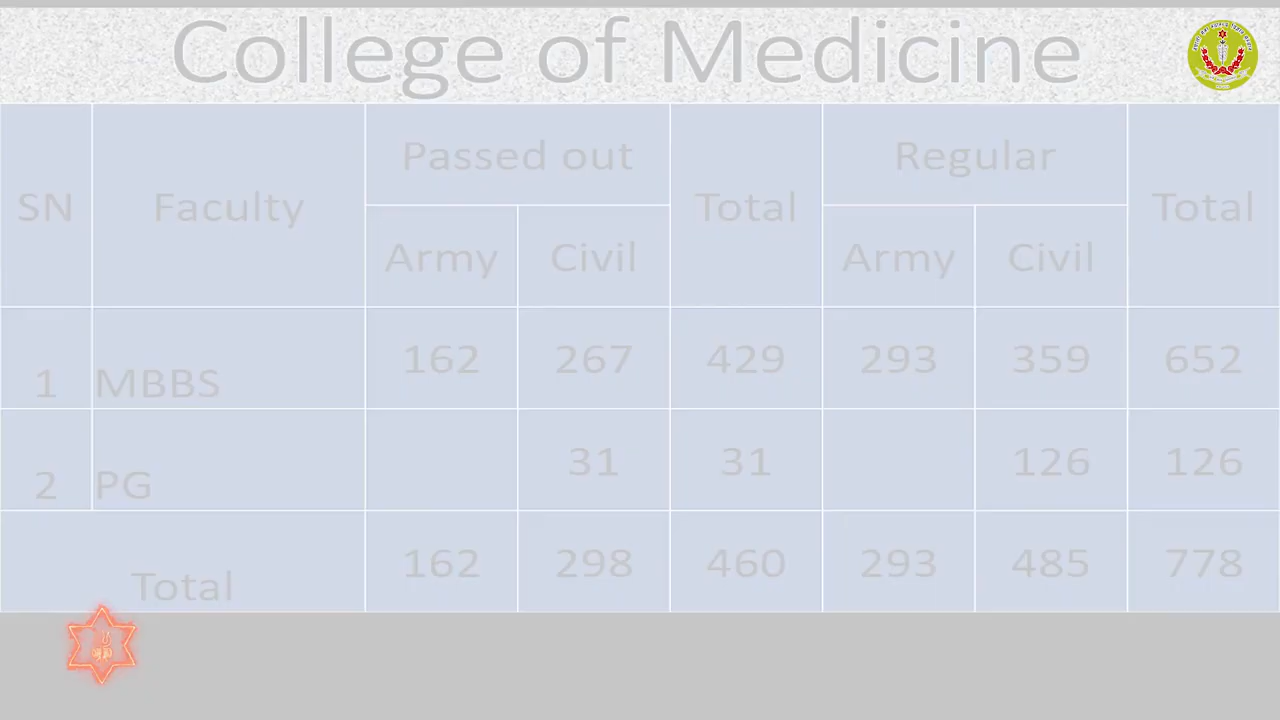 College of Medicine
SN Faculty Passed out Total Regular Total
Army Civil Army Civil
1 MBBS 162 267 429 293 359 652
2 PG 31 31 126 126
Total 162 298 460 293 485 778